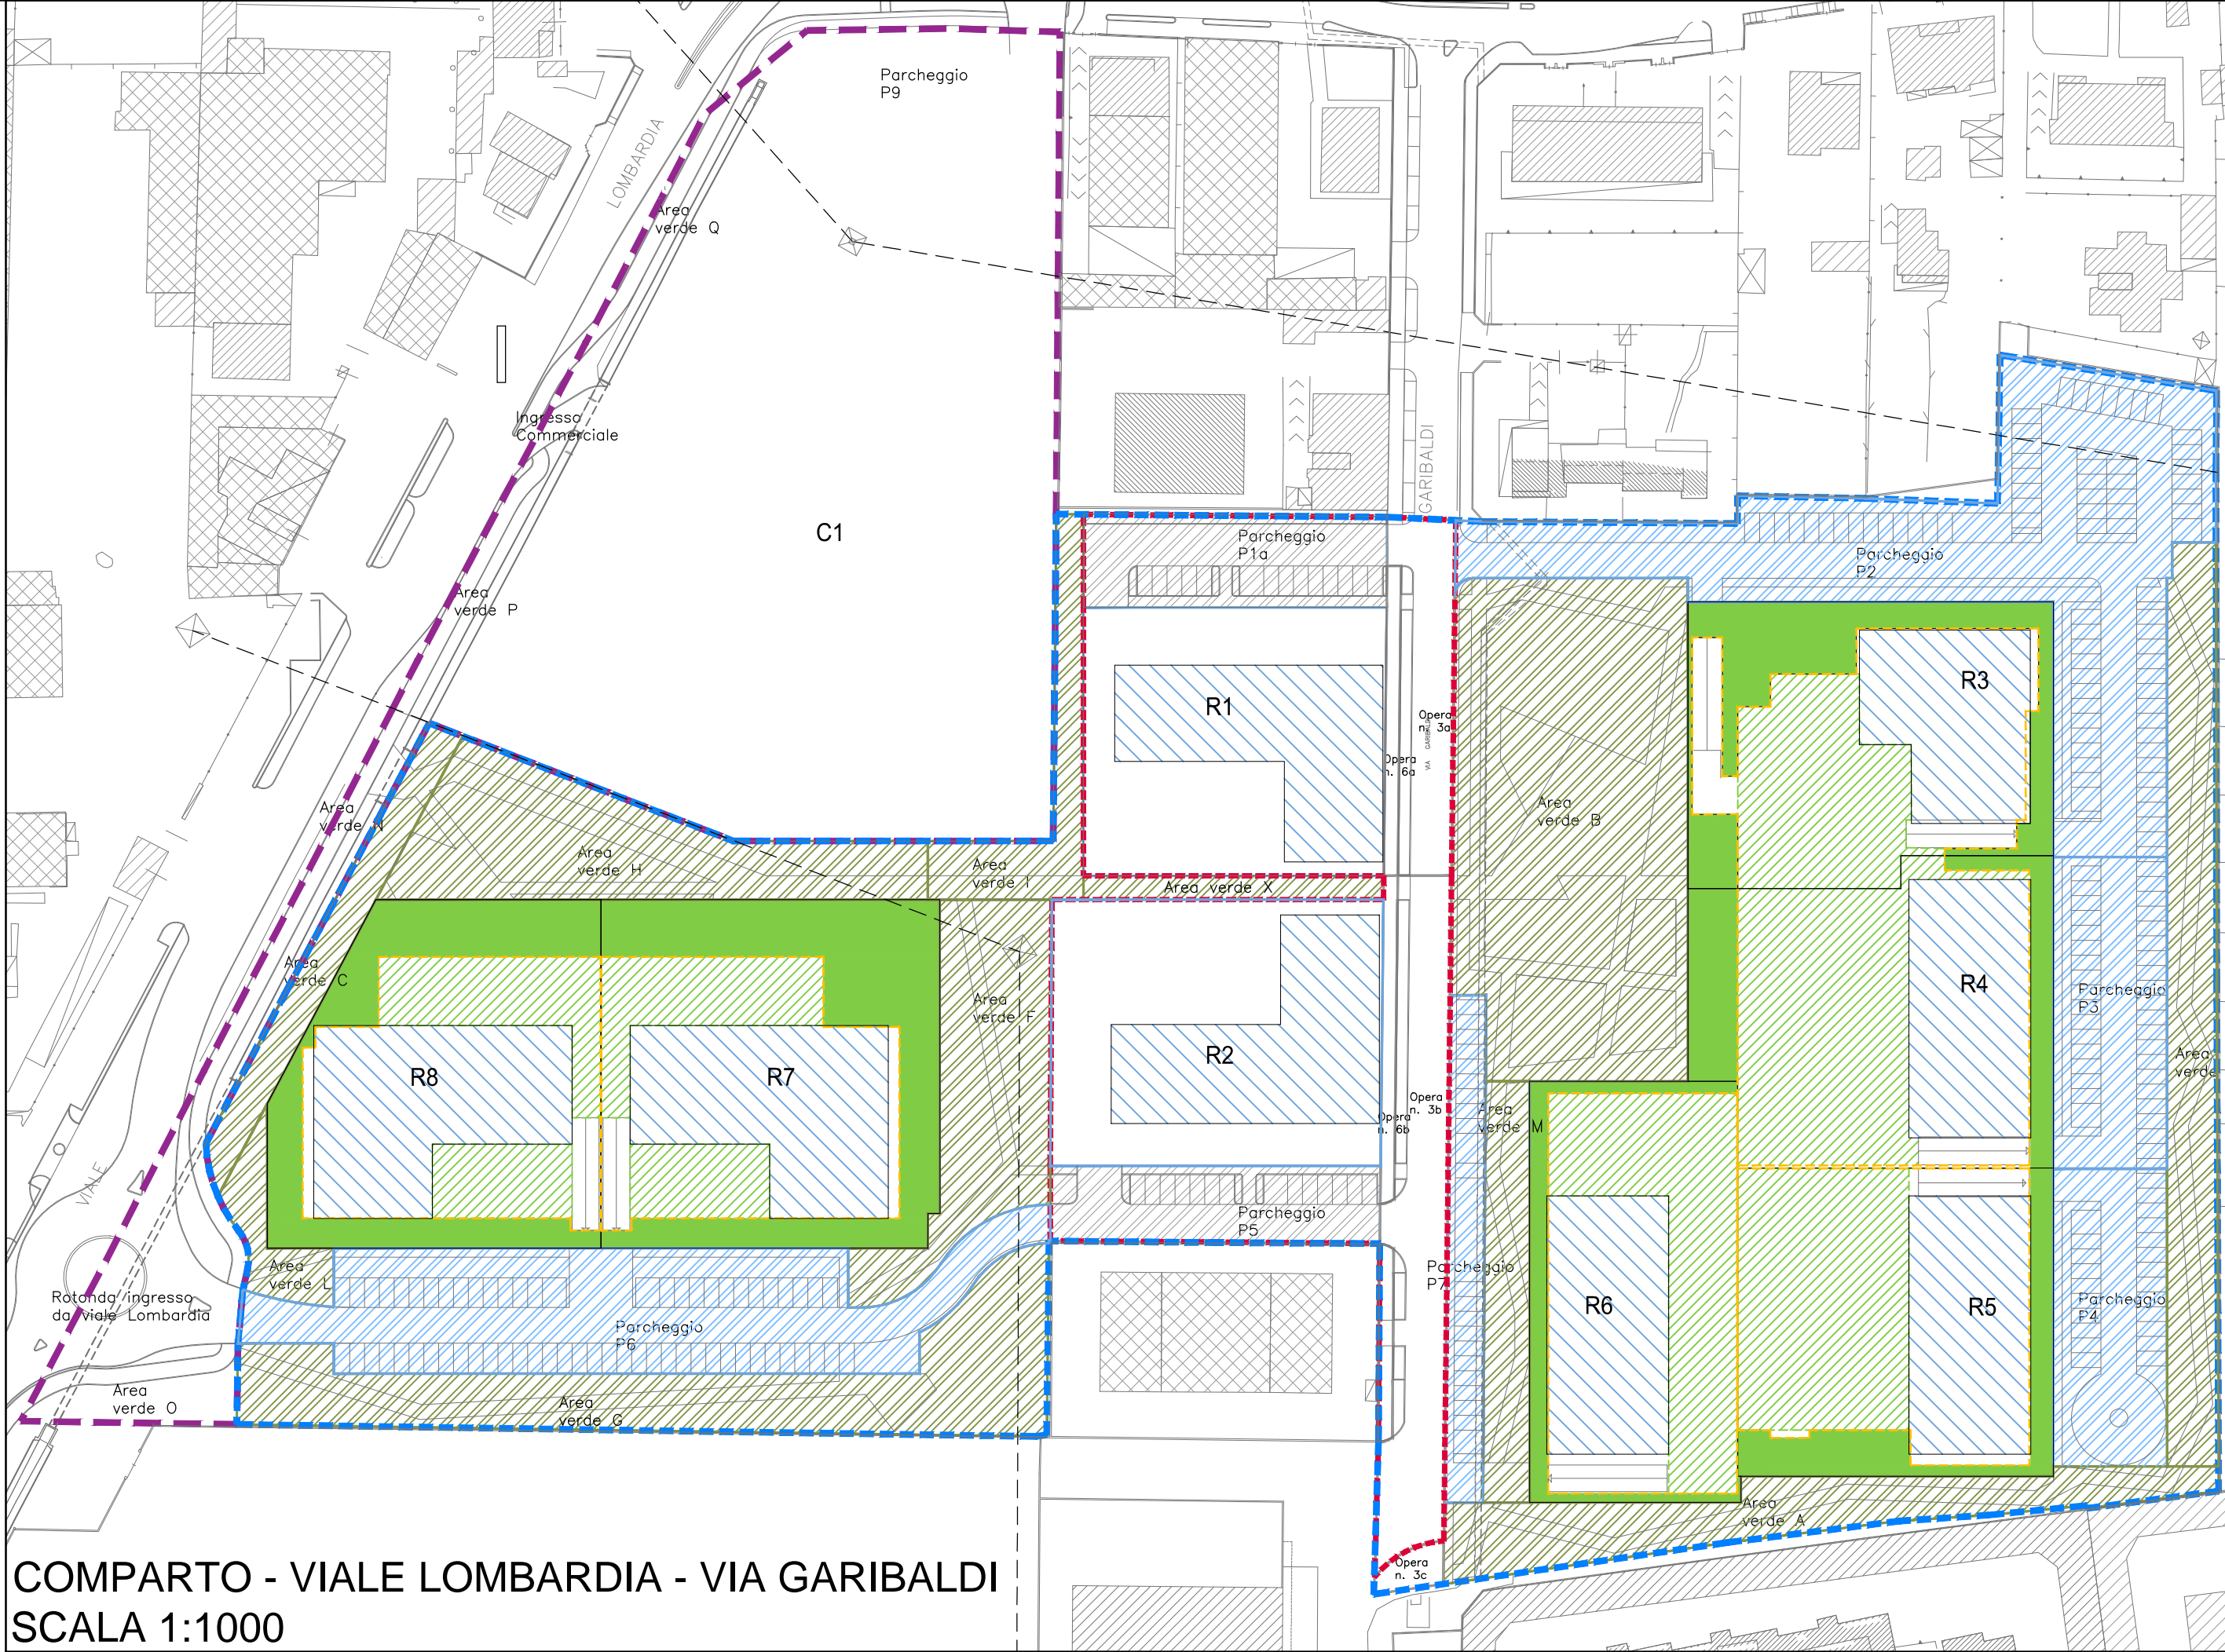 Parcheggio
P9
LOMBARDIA
Area
verde Q
Ingresso
Commerciale
GARIBALDI
C1
Parcheggio
P1a
Parcheggio
P2
Area
verde P
R1
R3
Opera
n. 3a
VIA GARIBALDI
Opera
n. 6a
Area
verde B
Area
verde N
Area
verde H
Area
verde I
Area verde X
Area
verde C
Area
verde F
R4
Parcheggio
P3
R2
R8
R7
Area
verde
Opera
n. 3b
Opera
n. 6b
Area
verde M
VIALE
Parcheggio
P5
Area
verde L
Parcheggio
P7
Rotonda ingresso
da viale Lombardia
R6
R5
Parcheggio
P4
Parcheggio
P6
Area
verde O
Area
verde G
Area
verde A
Opera
n. 3c
COMPARTO - VIALE LOMBARDIA - VIA GARIBALDI
SCALA 1:1000